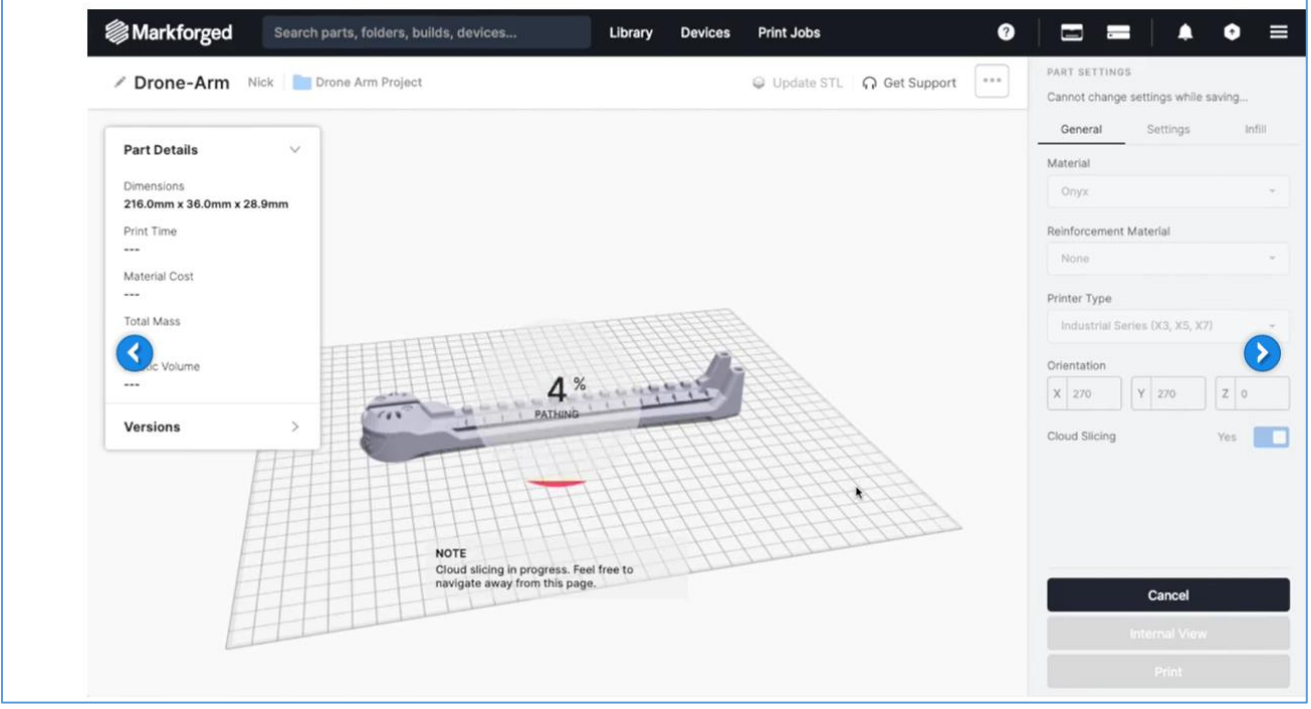 Markforged
Search parts, folders, builds, devices...
Library
Devices
Print Jobs
?
Drone-Arm
Nick
Drone Arm Project
Update STL
Get Support
Part Details
Dimensions
216.0mm x 36.0mm x 28.9mm
Print Time
---
Material Cost
---
Total Mass
Volume
---
Versions
4 %
PATHING
NOTE
Cloud slicing in progress. Feel free to
navigate away from this page.
PART SETTINGS
Cannot change settings while saving...
General
Settings
Infill
Material
Onyx
Reinforcement Material
None
Printer Type
Industrial Series (X3, X5, X7)
Orientation
X 270
Y 270
Z 0
Cloud Slicing
Yes
Cancel
Internal View
Print